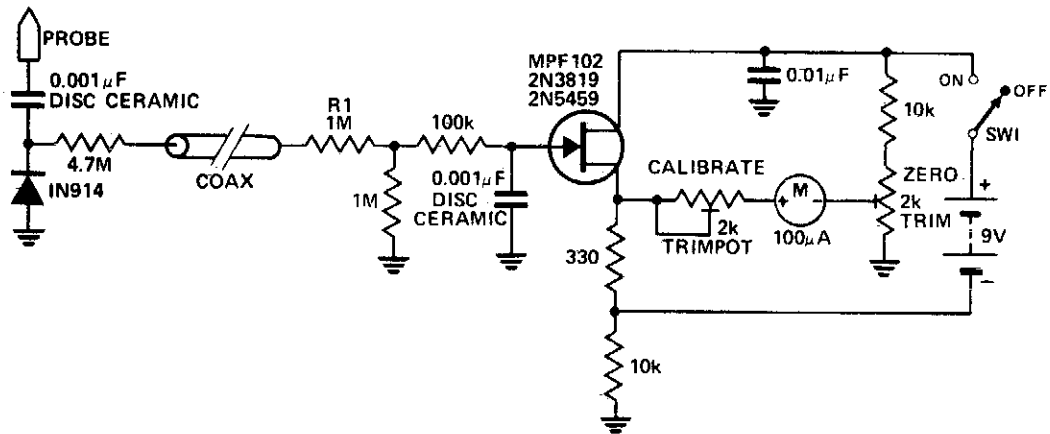 PROBE
0.001µF
DISC CERAMIC
4.7M
IN914
COAX
R1
1M
1M
100k
0.001µF
DISC
CERAMIC
MPF102
2N3819
2N5459
0.01µF
CALIBRATE
2k
TRIMPOT
+ M −
100µA
330
10k
10k
ZERO
2k
TRIM
ON
OFF
SWI
+
9V
−